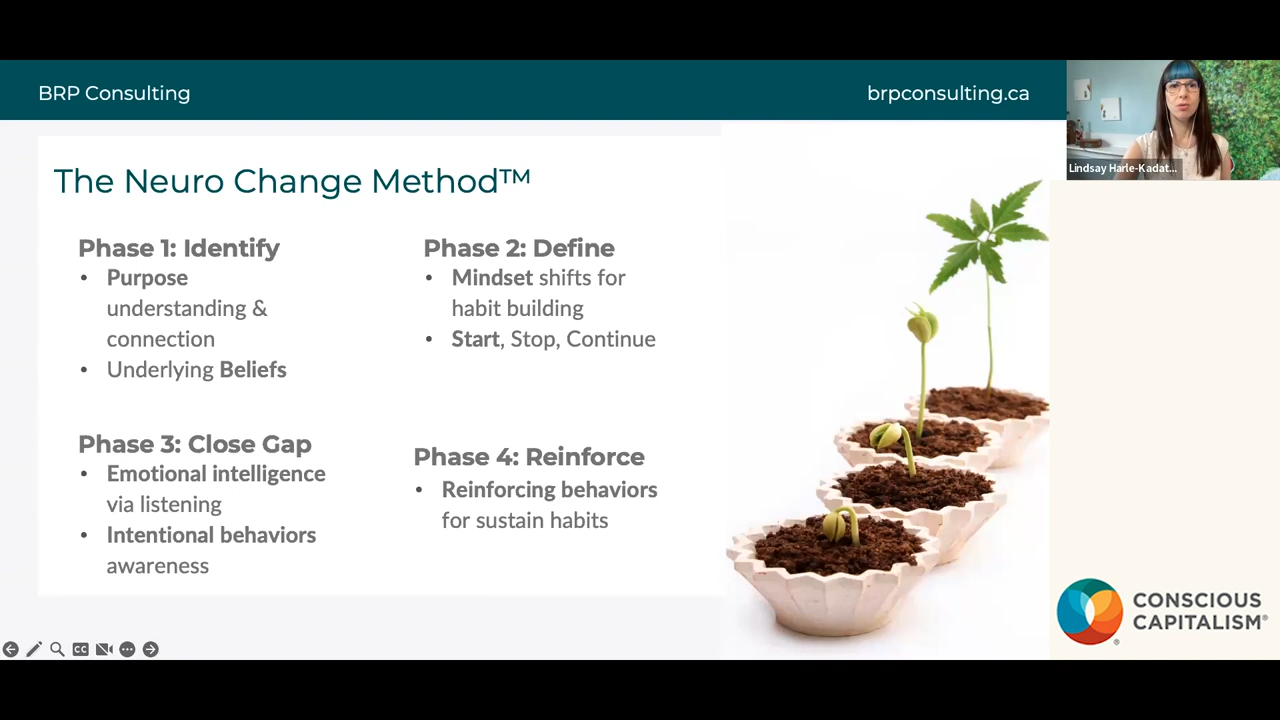 BRP Consulting
brpconsulting.ca
Lindsay Harle-Kadat...
The Neuro Change Method™
Phase 1: Identify
• Purpose
understanding &
connection
• Underlying Beliefs
Phase 2: Define
• Mindset shifts for
habit building
• Start, Stop, Continue
Phase 3: Close Gap
• Emotional intelligence
via listening
• Intentional behaviors
awareness
Phase 4: Reinforce
• Reinforcing behaviors
for sustain habits
CONSCIOUS
CAPITALISM®
®
CC